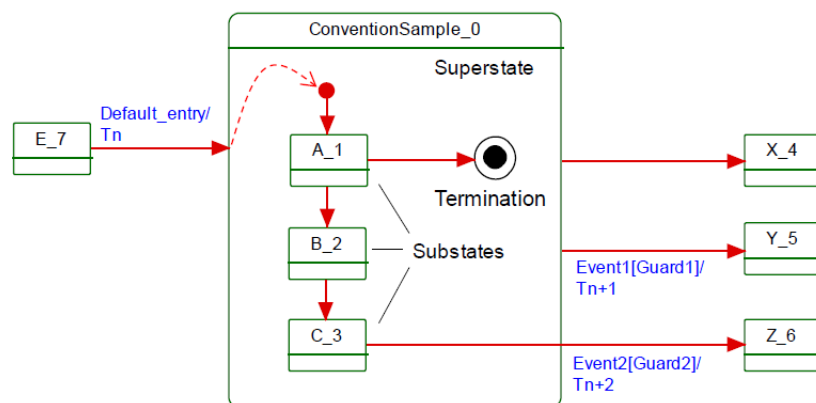 ConventionSample_0
Superstate
Default_entry/
Tn
E_7
A_1
X_4
Termination
B_2
Substates
Y_5
Event1[Guard1]/
Tn+1
C_3
Z_6
Event2[Guard2]/
Tn+2